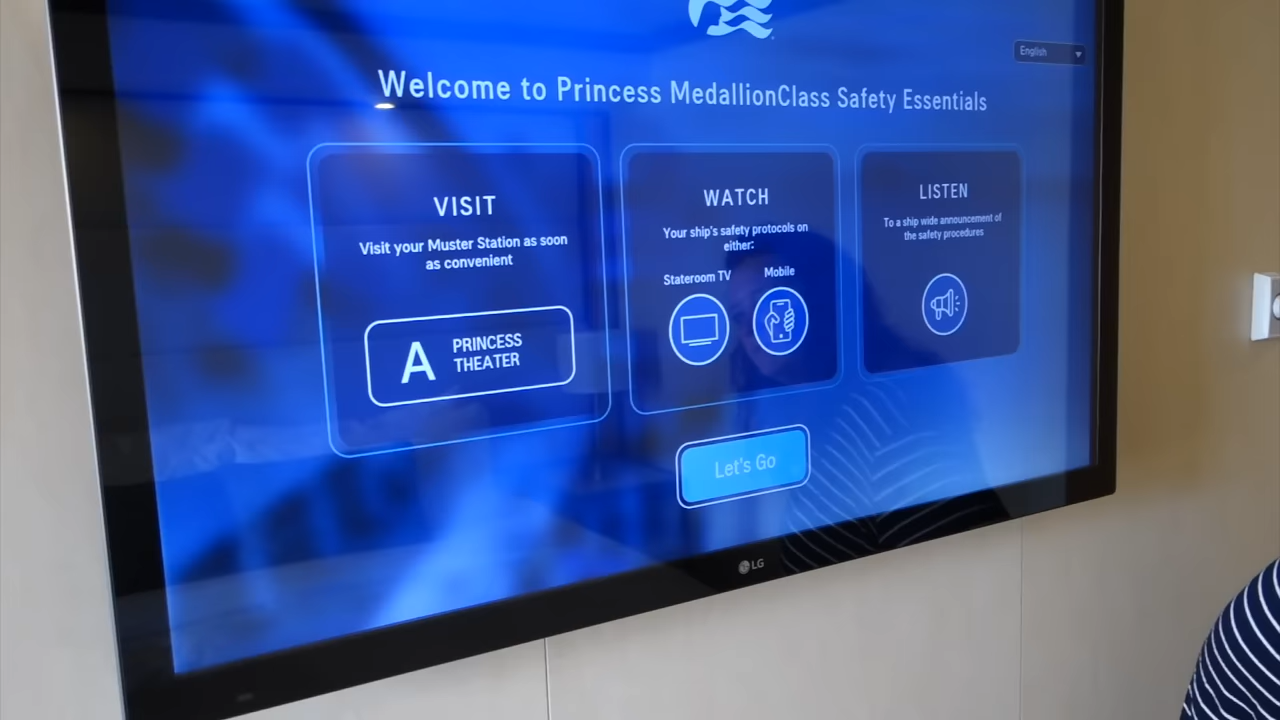 English
Welcome to Princess MedallionClass Safety Essentials
VISIT
Visit your Muster Station as soon
as convenient
A
PRINCESS
THEATER
WATCH
Your ship's safety protocols on
either:
Stateroom TV
Mobile
LISTEN
To a ship wide announcement of
the safety procedures
Let's Go
LG